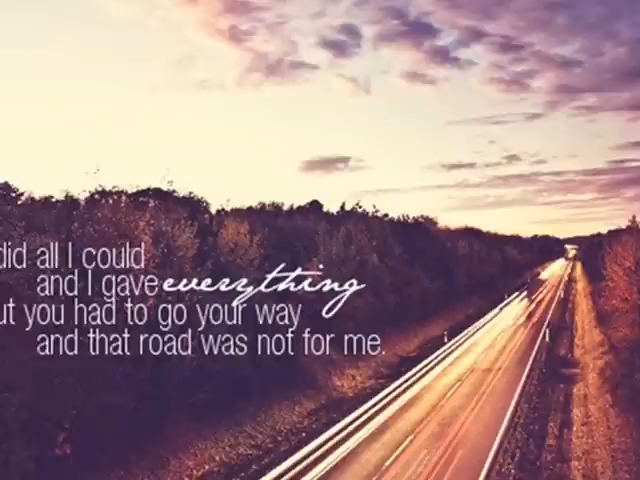 did all I could
and I gave everything
ut you had to go your way
and that road was not for me.